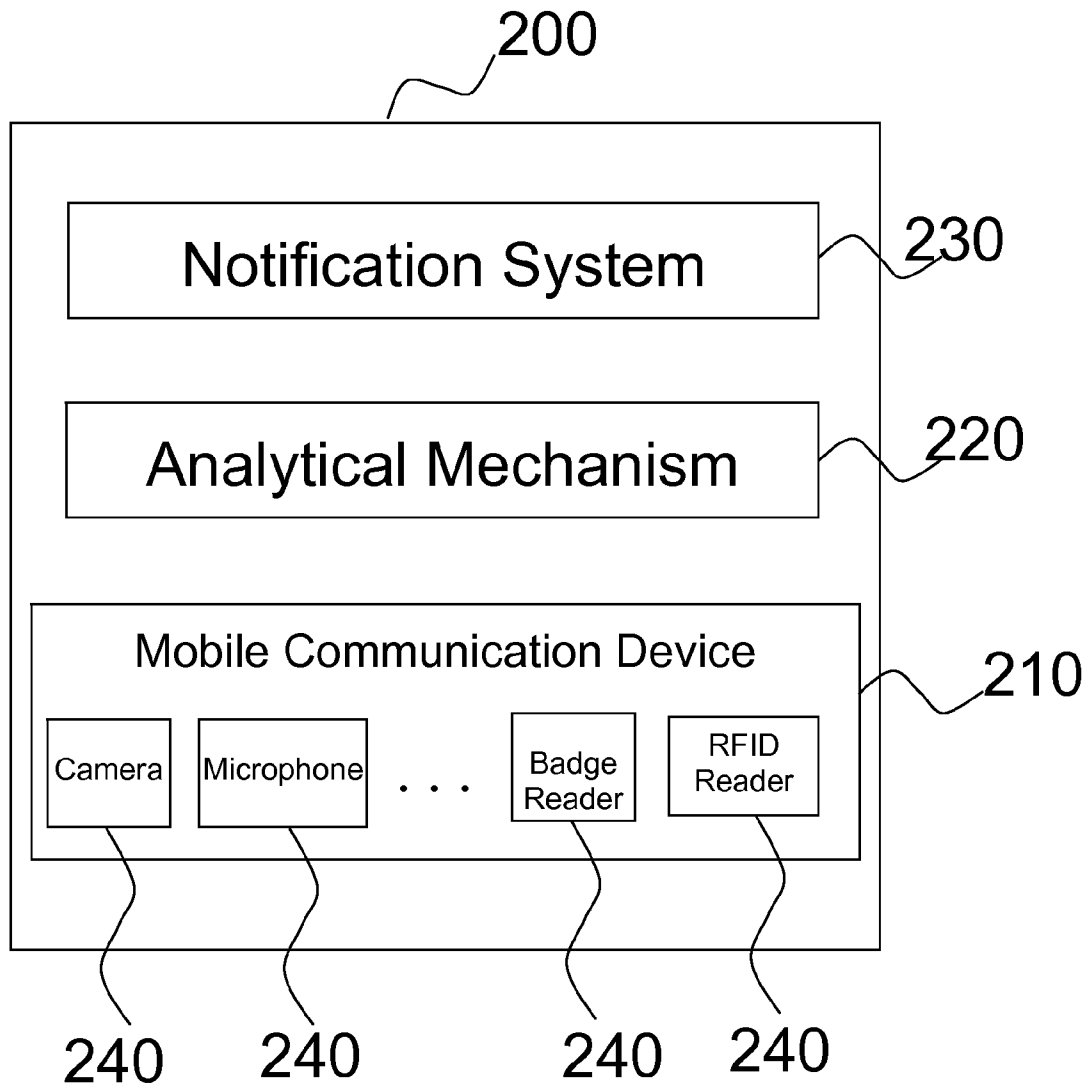 200
Notification System
230
Analytical Mechanism
220
Mobile Communication Device
210
Camera
Microphone
. . .
Badge
Reader
RFID
Reader
240
240
240
240